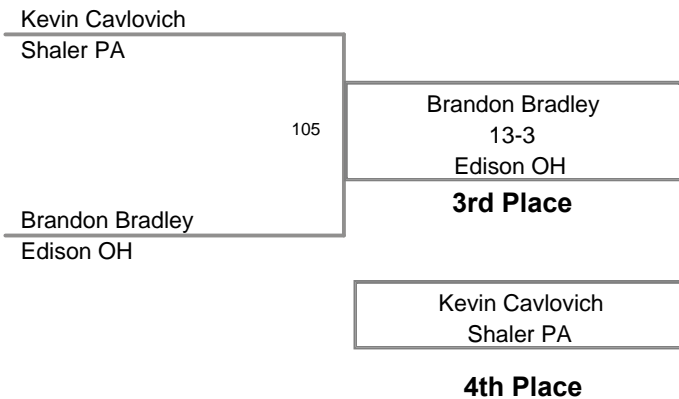 Kevin Cavlovich
Shaler PA
105
Brandon Bradley
13-3
Edison OH
3rd Place
Brandon Bradley
Edison OH
Kevin Cavlovich
Shaler PA
4th Place